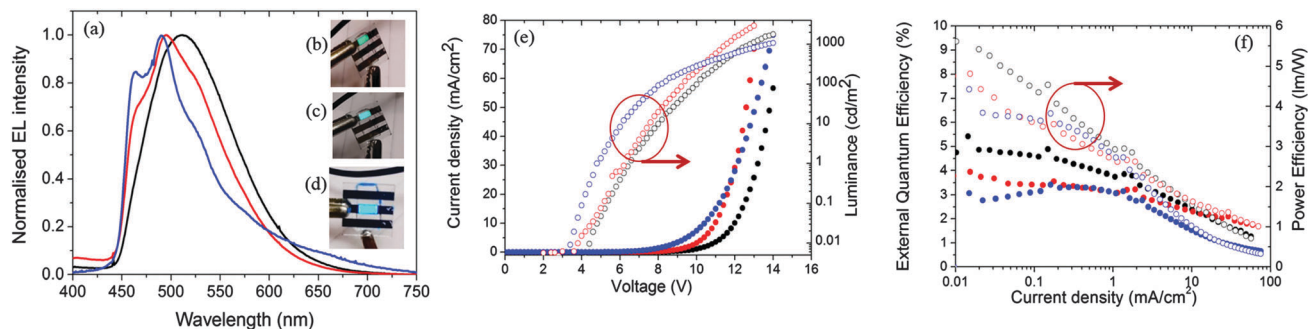 (a)
(b)
(c)
(d)
Normalised EL intensity
1.0
0.8
0.6
0.4
0.2
0.0
400 450 500 550 600 650 700 750
Wavelength (nm)
(e)
Current density (mA/cm2)
80
70
60
50
40
30
20
10
0
0 2 4 6 7 8 10 12 14 16
Voltage (V)
1000
100
10
1
0.1
0.01
Luminance (cd/m2)
(f)
External Quantum Efficiency (%)
10
9
8
7
6
5
4
3
2
1
0
0.01 0.1 1 10 100
Current density (mA/cm2)
6
5
4
3
2
1
0
Power Efficiency (lm/W)